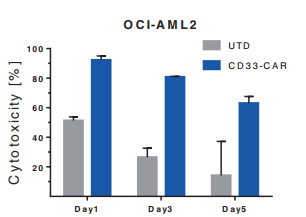 OCI-AML2
UTD
CD33-CAR
Cytotoxicity [%]
100
80
60
40
20
Day1
Day3
Day5